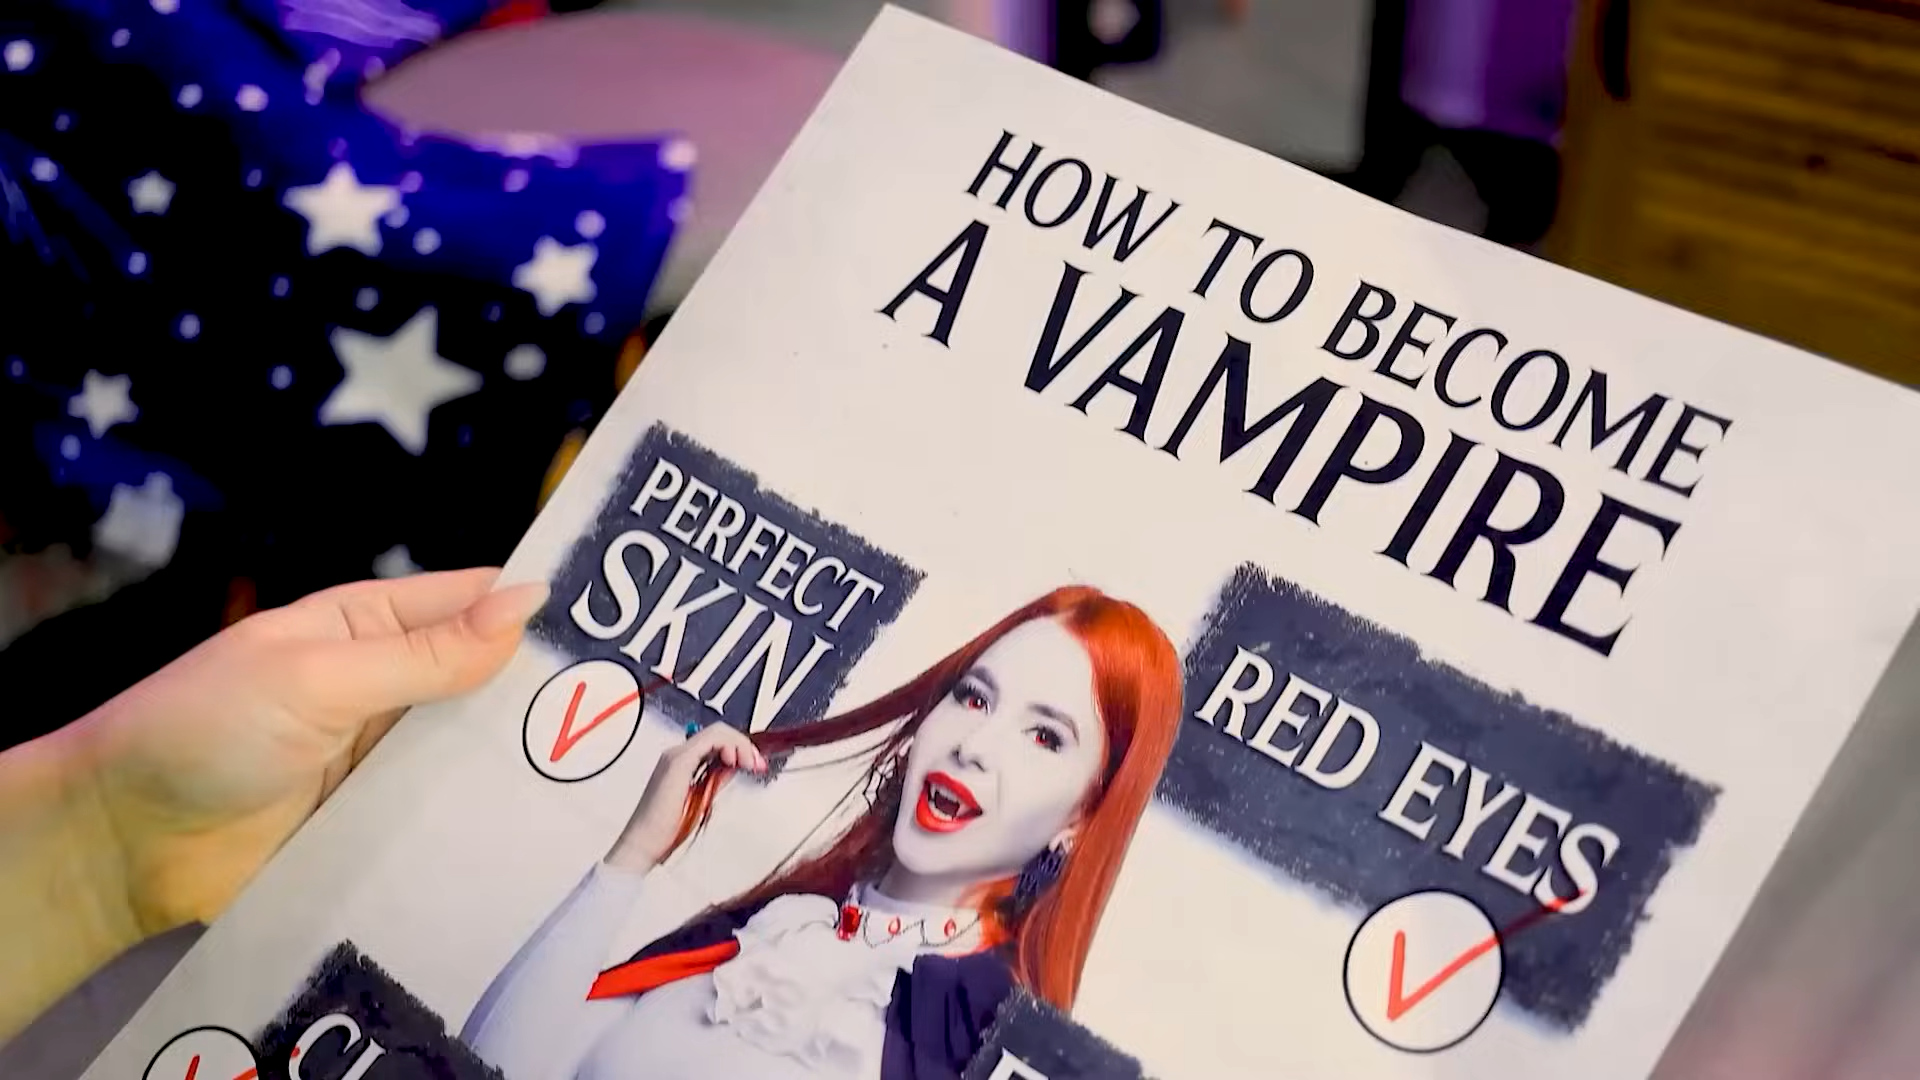 HOW TO BECOME
A VAMPIRE
PERFECT
SKIN
RED EYES